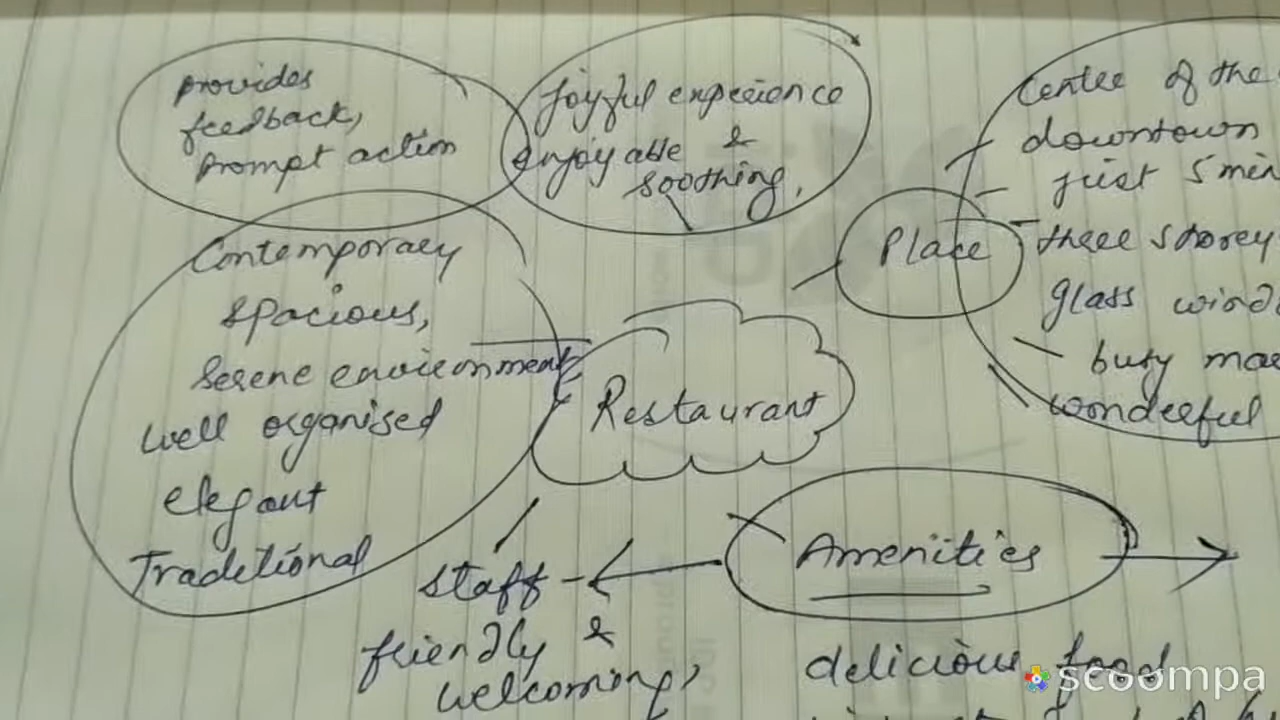 Provides
feedback,
Prompt action
Joyful experience
enjoyable &
soothing,
Centre of the
downtown
just 5 min
three storey
glass
busy
wonderful
Place
Contemporary
spacious,
serene environment
well organised
elegant
Traditional
Restaurant
Amenities
staff -
friendly &
welcoming,
delicious food
scoompa